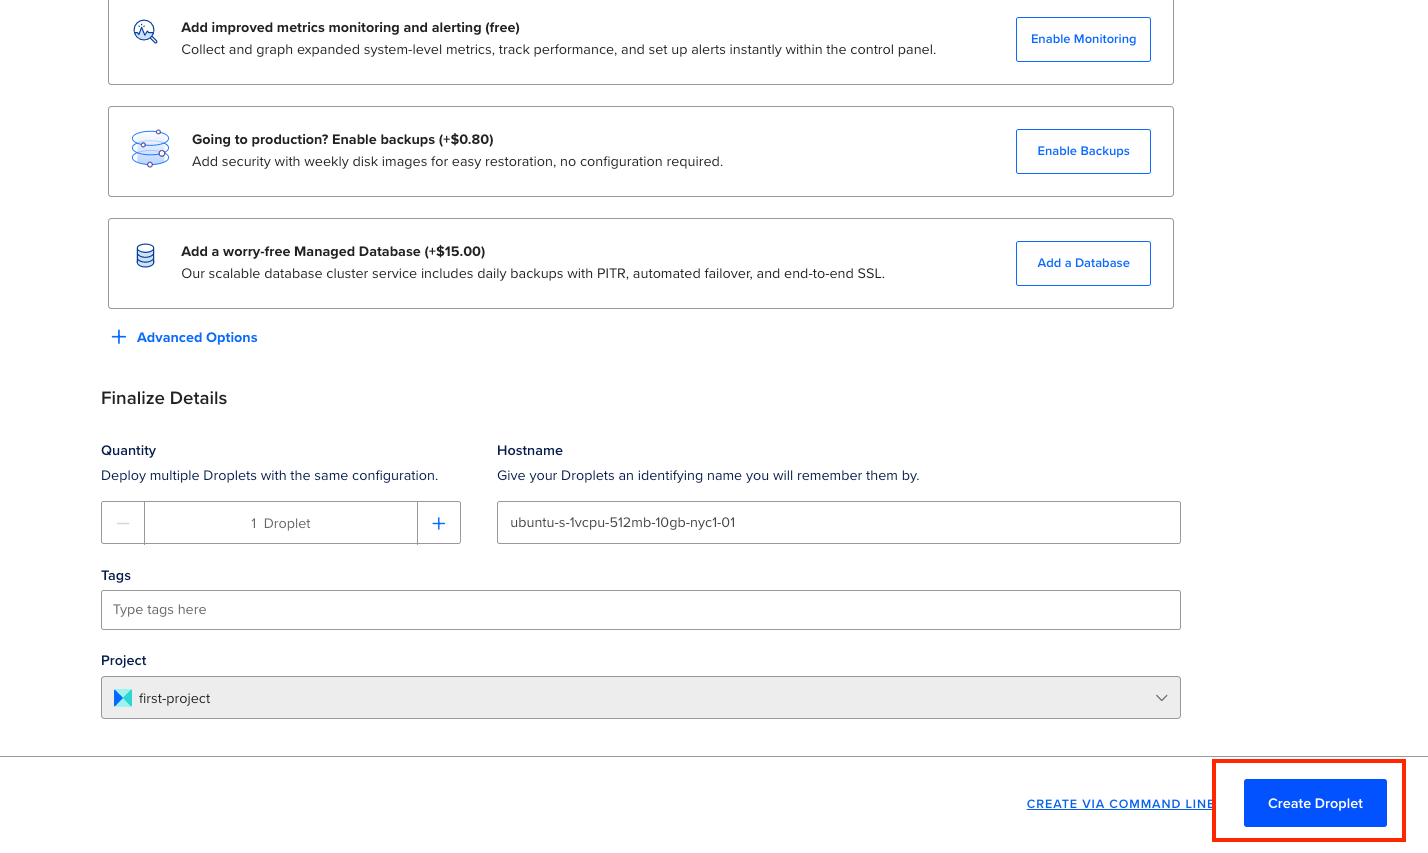 Add improved metrics monitoring and alerting (free)
Collect and graph expanded system-level metrics, track performance, and set up alerts instantly within the control panel.
Enable Monitoring
Going to production? Enable backups (+$0.80)
Add security with weekly disk images for easy restoration, no configuration required.
Enable Backups
Add a worry-free Managed Database (+$15.00)
Our scalable database cluster service includes daily backups with PITR, automated failover, and end-to-end SSL.
Add a Database
Advanced Options
Finalize Details
Quantity
Deploy multiple Droplets with the same configuration.
1 Droplet
Hostname
Give your Droplets an identifying name you will remember them by.
ubuntu-s-1vcpu-512mb-10gb-nyc1-01
Tags
Type tags here
Project
first-project
CREATE VIA COMMAND LINE
Create Droplet